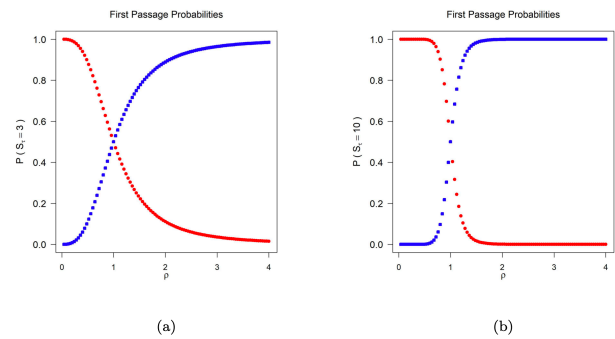 First Passage Probabilities
1.0
0.8
0.6
0.4
0.2
0.0
P ( Sτ = 3 )
0 1 2 3 4
ρ
(a)
First Passage Probabilities
1.0
0.8
0.6
0.4
0.2
0.0
P ( Sτ = 10 )
0 1 2 3 4
ρ
(b)